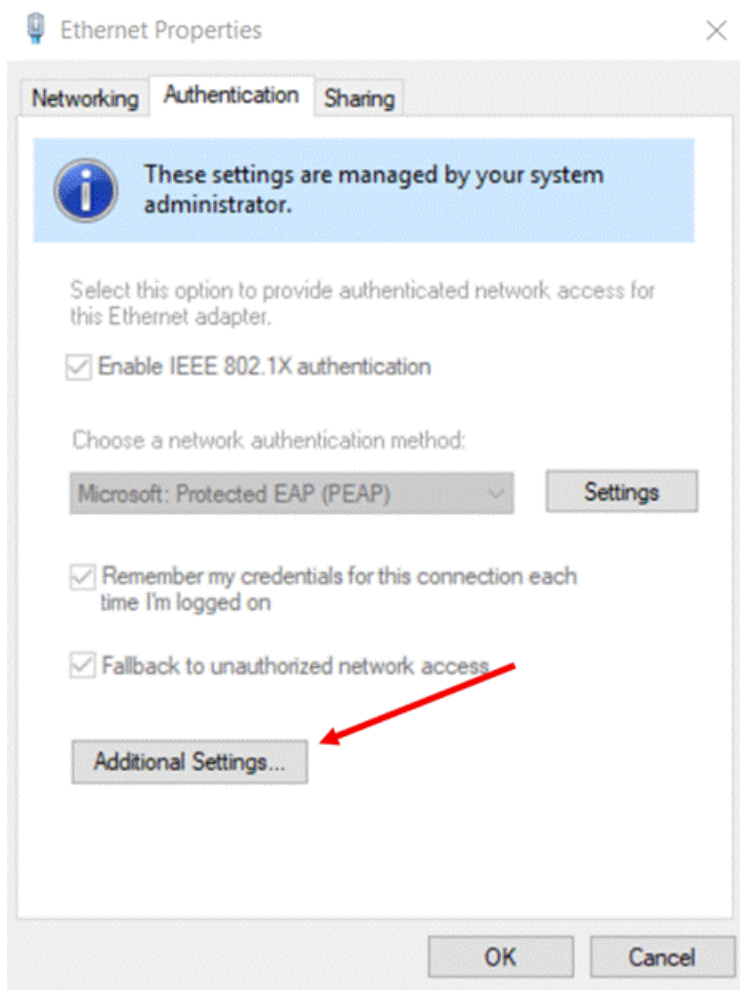 Ethernet Properties
Networking Authentication Sharing
These settings are managed by your system
administrator.
Select this option to provide authenticated network access for
this Ethernet adapter.
Enable IEEE 802.1X authentication
Choose a network authentication method:
Microsoft: Protected EAP (PEAP)
Settings
Remember my credentials for this connection each
time I'm logged on
Fallback to unauthorized network access
Additional Settings...
OK Cancel